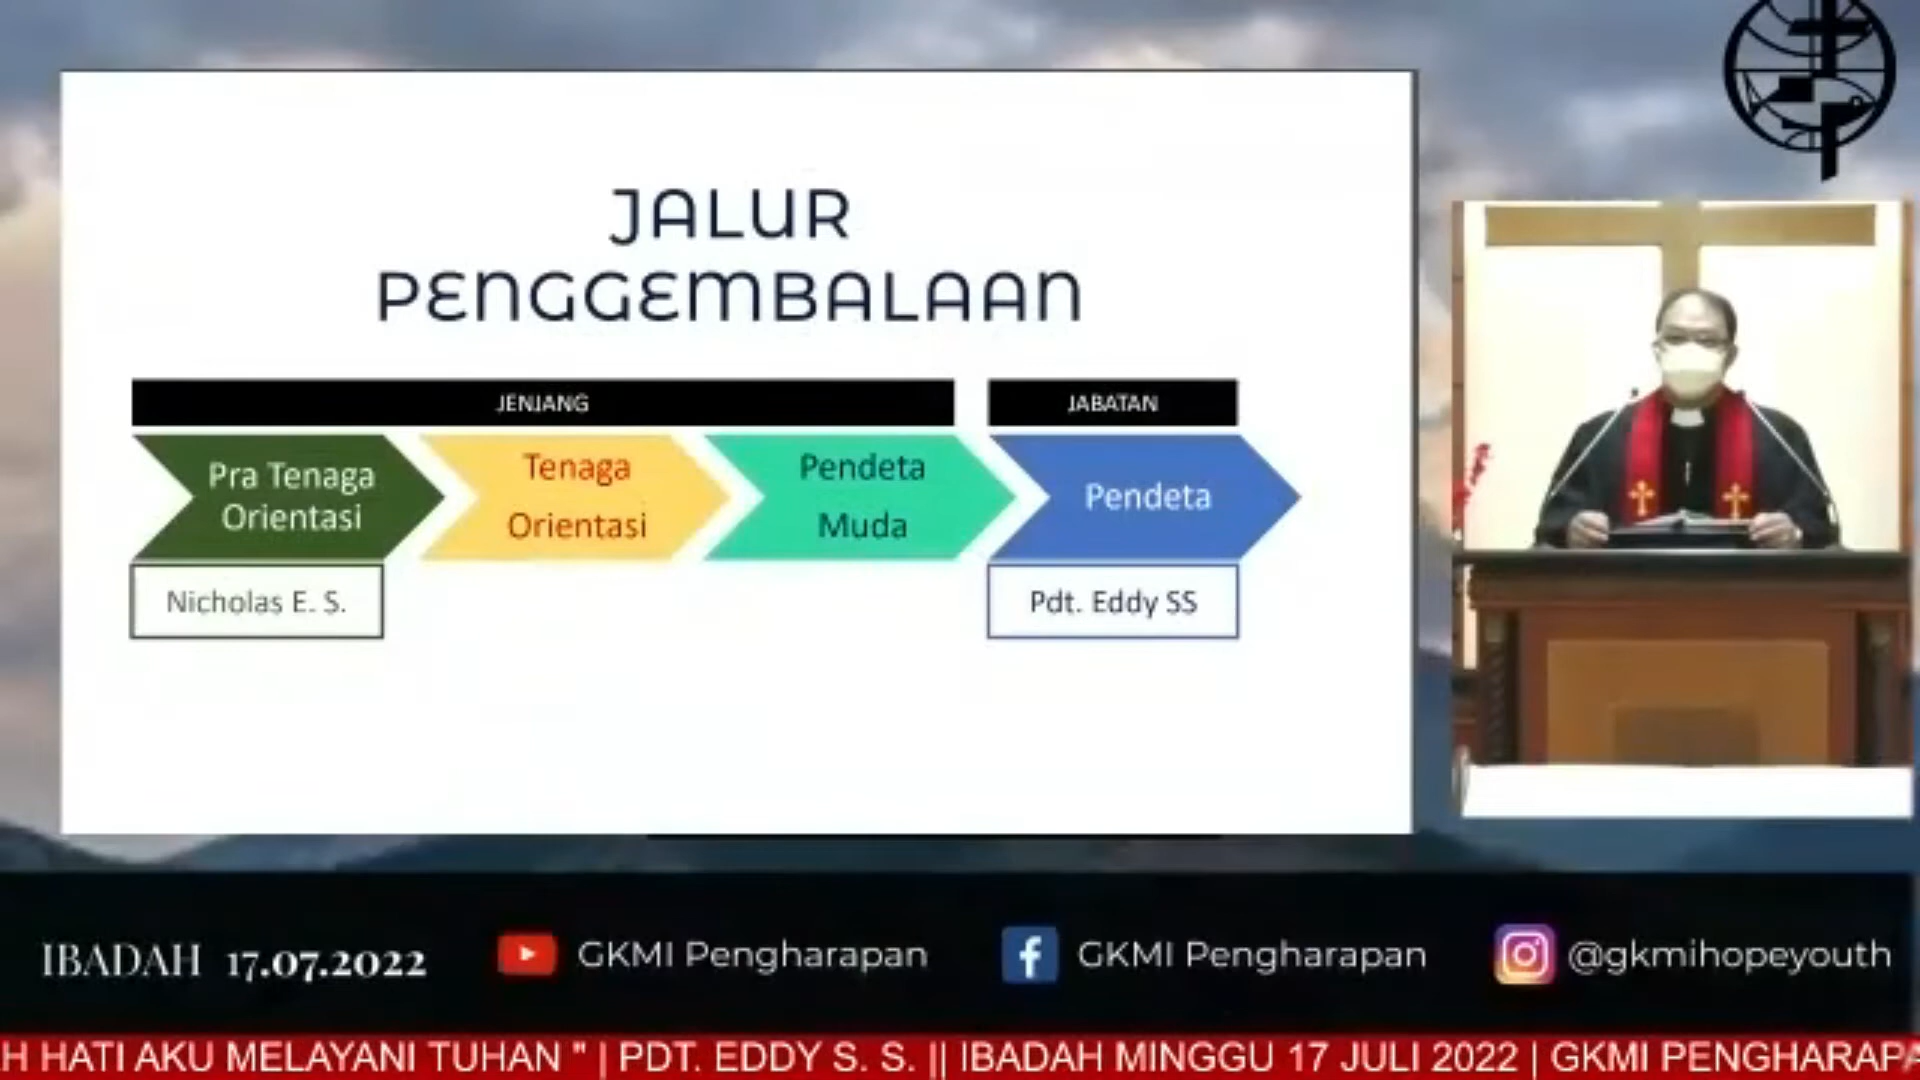 JALUR
PENGGEMBALAAN
JENJANG
JABATAN
Pra Tenaga
Orientasi
Tenaga
Orientasi
Pendeta
Muda
Pendeta
Nicholas E. S.
Pdt. Eddy SS
IBADAH 17.07.2022
GKMI Pengharapan
GKMI Pengharapan
@gkmihopeyouth
H HATI AKU MELAYANI TUHAN " | PDT. EDDY S. S. || IBADAH MINGGU 17 JULI 2022 | GKMI PENGHARAPA